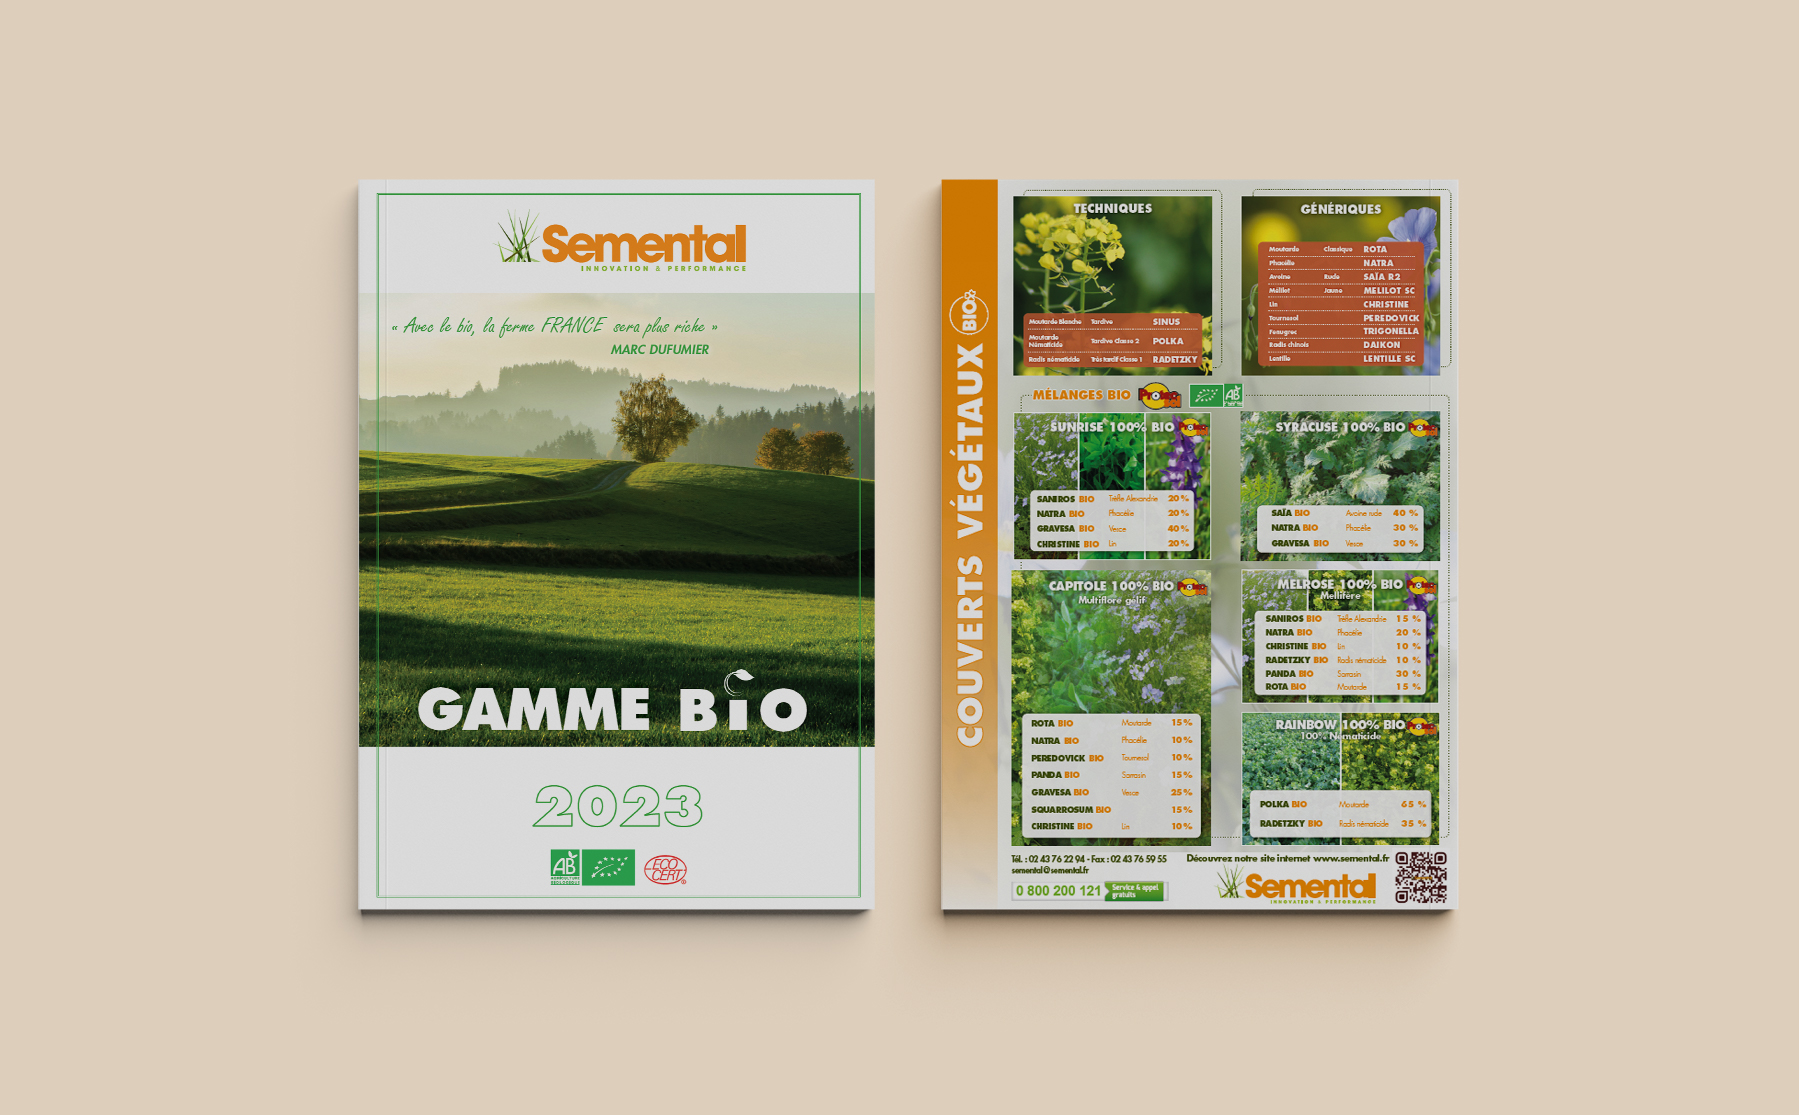 Semental
INNOVATION & PERFORMANCE
« Avec le bio, la ferme FRANCE sera plus riche »
MARC DUFUMIER
GAMME BIO
2023
AB
AGRICULTURE BIOLOGIQUE
ECO CERT
COUVERTS VÉGÉTAUX BIO
TECHNIQUES
Moutarde Blanche Tardive SINUS
Moutarde Nématicide Tardive Classe 2 POLKA
Radis nématicide Très tardif Classe 1 RADETZKY
GÉNÉRIQUES
Moutarde Classique ROTA
Phacélie NATRA
Avoine Rude SAÏA R2
Mélilot Jaune MELILOT SC
Lin CHRISTINE
Tournesol PEREDOVICK
Fenugrec TRIGONELLA
Radis chinois DAIKON
Lentille LENTILLE SC
MÉLANGES BIO
AB
SUNRISE 100% BIO
SANIROS BIO Trèfle Alexandrie 20 %
NATRA BIO Phacélie 20 %
GRAVESA BIO Vesce 40 %
CHRISTINE BIO Lin 20 %
SYRACUSE 100% BIO
SAÏA BIO Avoine rude 40 %
NATRA BIO Phacélie 30 %
GRAVESA BIO Vesce 30 %
CAPITOLE 100% BIO
Multiflore gélif
ROTA BIO Moutarde 15 %
NATRA BIO Phacélie 10 %
PEREDOVICK BIO Tournesol 10 %
PANDA BIO Sarrasin 15 %
GRAVESA BIO Vesce 25 %
SQUARROSUM BIO 15 %
CHRISTINE BIO Lin 10 %
MELROSE 100% BIO
Mellifère
SANIROS BIO Trèfle Alexandrie 15 %
NATRA BIO Phacélie 20 %
CHRISTINE BIO Lin 10 %
RADETZKY BIO Radis nématicide 10 %
PANDA BIO Sarrasin 30 %
ROTA BIO Moutarde 15 %
RAINBOW 100% BIO
100% Nématicide
POLKA BIO Moutarde 65 %
RADETZKY BIO Radis nématicide 35 %
Tél. : 02 43 76 22 94 - Fax : 02 43 76 59 55
semental@semental.fr
0 800 200 121 Service & appel gratuits
Découvrez notre site internet www.semental.fr
Semental
INNOVATION & PERFORMANCE